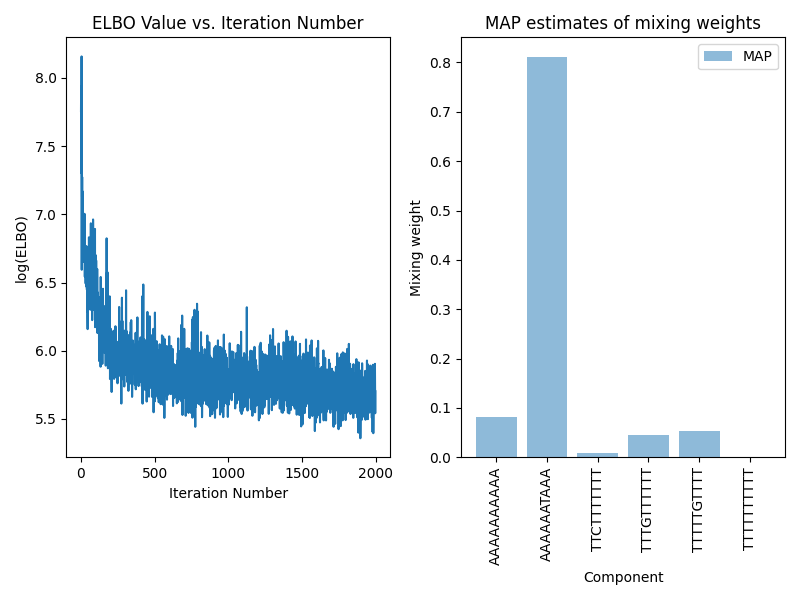 ELBO Value vs. Iteration Number
8.0
7.5
7.0
6.5
6.0
5.5
log(ELBO)
0
500
1000
1500
2000
Iteration Number
MAP estimates of mixing weights
MAP
0.8
0.7
0.6
0.5
0.4
0.3
0.2
0.1
0.0
Mixing weight
AAAAAAAAAA
AAAAAATAAA
TTCTTTTTTT
TTTGTTTTTT
TTTTTGTTTT
TTTTTTTTTT
Component